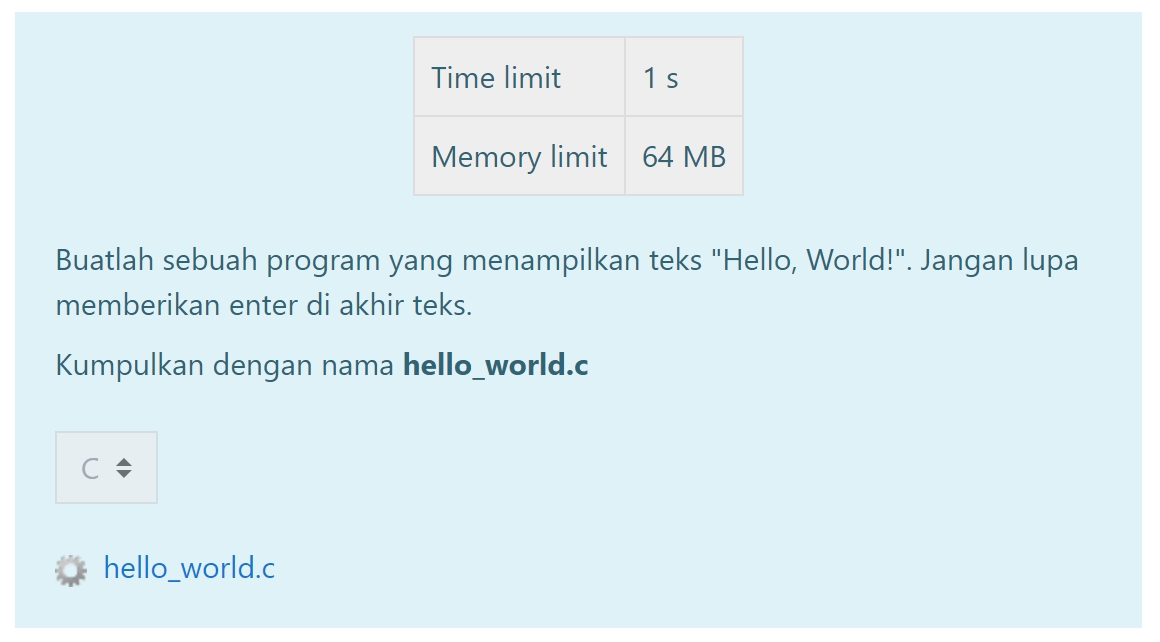 Time limit 1 s
Memory limit 64 MB
Buatlah sebuah program yang menampilkan teks "Hello, World!". Jangan lupa
memberikan enter di akhir teks.
Kumpulkan dengan nama hello_world.c
C
hello_world.c